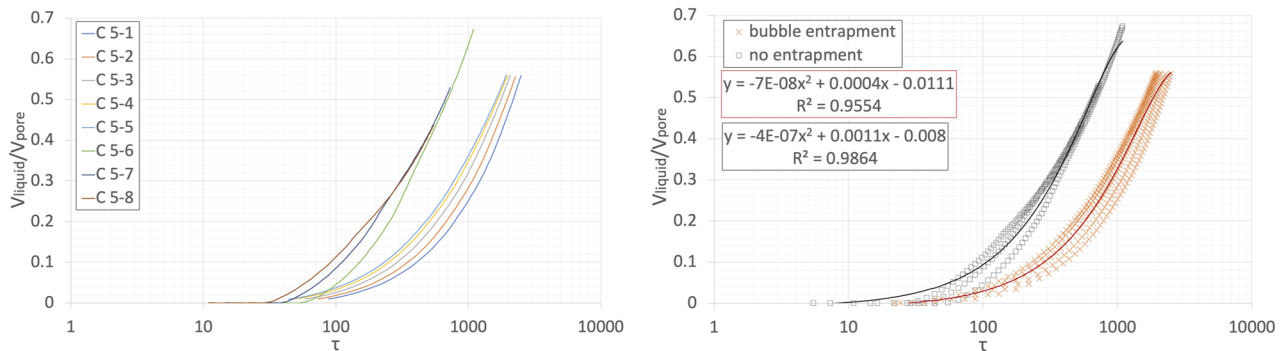 0.7
0.6
0.5
0.4
0.3
0.2
0.1
0
Vliquid/Vpore
C 5-1
C 5-2
C 5-3
C 5-4
C 5-5
C 5-6
C 5-7
C 5-8
1 10 100 1000 10000
τ
0.7
0.6
0.5
0.4
0.3
0.2
0.1
0
Vliquid/Vpore
bubble entrapment
no entrapment
y = -7E-08x² + 0.0004x - 0.0111
R² = 0.9554
y = -4E-07x² + 0.0011x - 0.008
R² = 0.9864
1 10 100 1000 10000
τ